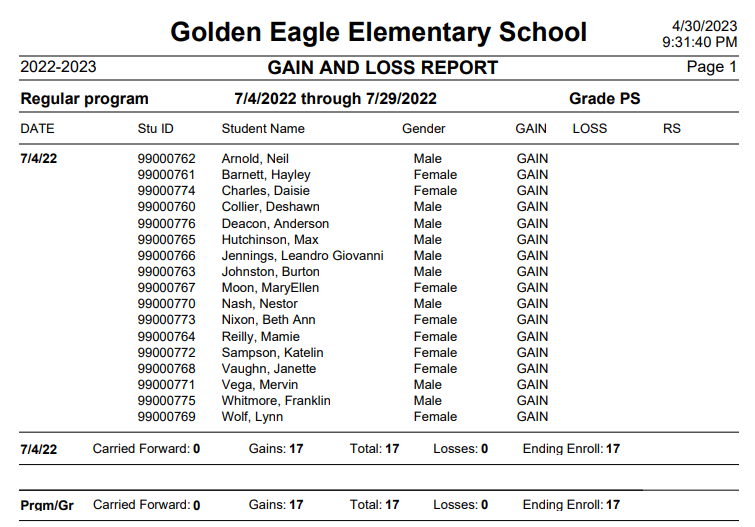 Golden Eagle Elementary School
4/30/2023
9:31:40 PM
2022-2023 GAIN AND LOSS REPORT Page 1
Regular program 7/4/2022 through 7/29/2022 Grade PS
DATE Stu ID Student Name Gender GAIN LOSS RS
7/4/22 99000762 Arnold, Neil Male GAIN
99000761 Barnett, Hayley Female GAIN
99000774 Charles, Daisie Female GAIN
99000760 Collier, Deshawn Male GAIN
99000776 Deacon, Anderson Male GAIN
99000765 Hutchinson, Max Male GAIN
99000766 Jennings, Leandro Giovanni Male GAIN
99000763 Johnston, Burton Male GAIN
99000767 Moon, MaryEllen Female GAIN
99000770 Nash, Nestor Male GAIN
99000773 Nixon, Beth Ann Female GAIN
99000764 Reilly, Mamie Female GAIN
99000772 Sampson, Katelin Female GAIN
99000768 Vaughn, Janette Female GAIN
99000771 Vega, Mervin Male GAIN
99000775 Whitmore, Franklin Male GAIN
99000769 Wolf, Lynn Female GAIN
7/4/22 Carried Forward: 0 Gains: 17 Total: 17 Losses: 0 Ending Enroll: 17
Prgm/Gr Carried Forward: 0 Gains: 17 Total: 17 Losses: 0 Ending Enroll: 17